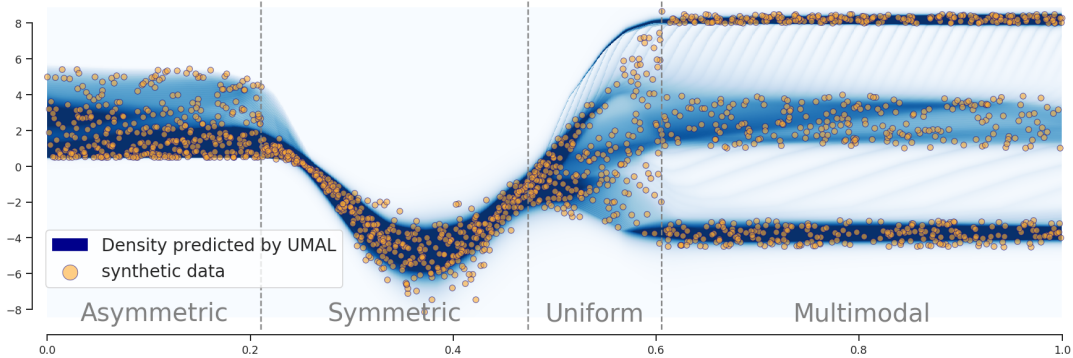 8
6
4
2
0
−2
−4
−6
−8
Density predicted by UMAL
synthetic data
Asymmetric Symmetric Uniform Multimodal
0.0 0.2 0.4 0.6 0.8 1.0